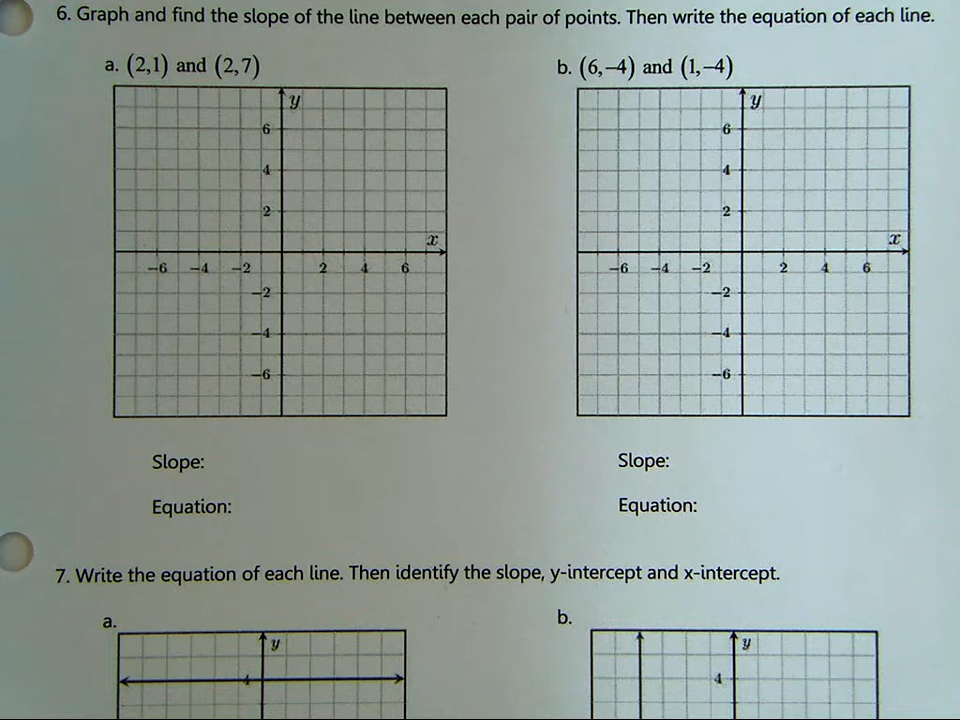 6. Graph and find the slope of the line between each pair of points. Then write the equation of each line.
a. (2,1) and (2,7)
b. (6,−4) and (1,−4)
y
6
4
2
x
−6 −4 −2 2 4 6
−2
−4
−6
y
6
4
2
x
−6 −4 −2 2 4 6
−2
−4
−6
Slope:
Slope:
Equation:
Equation:
7. Write the equation of each line. Then identify the slope, y-intercept and x-intercept.
a.
b.
y
4
y
4